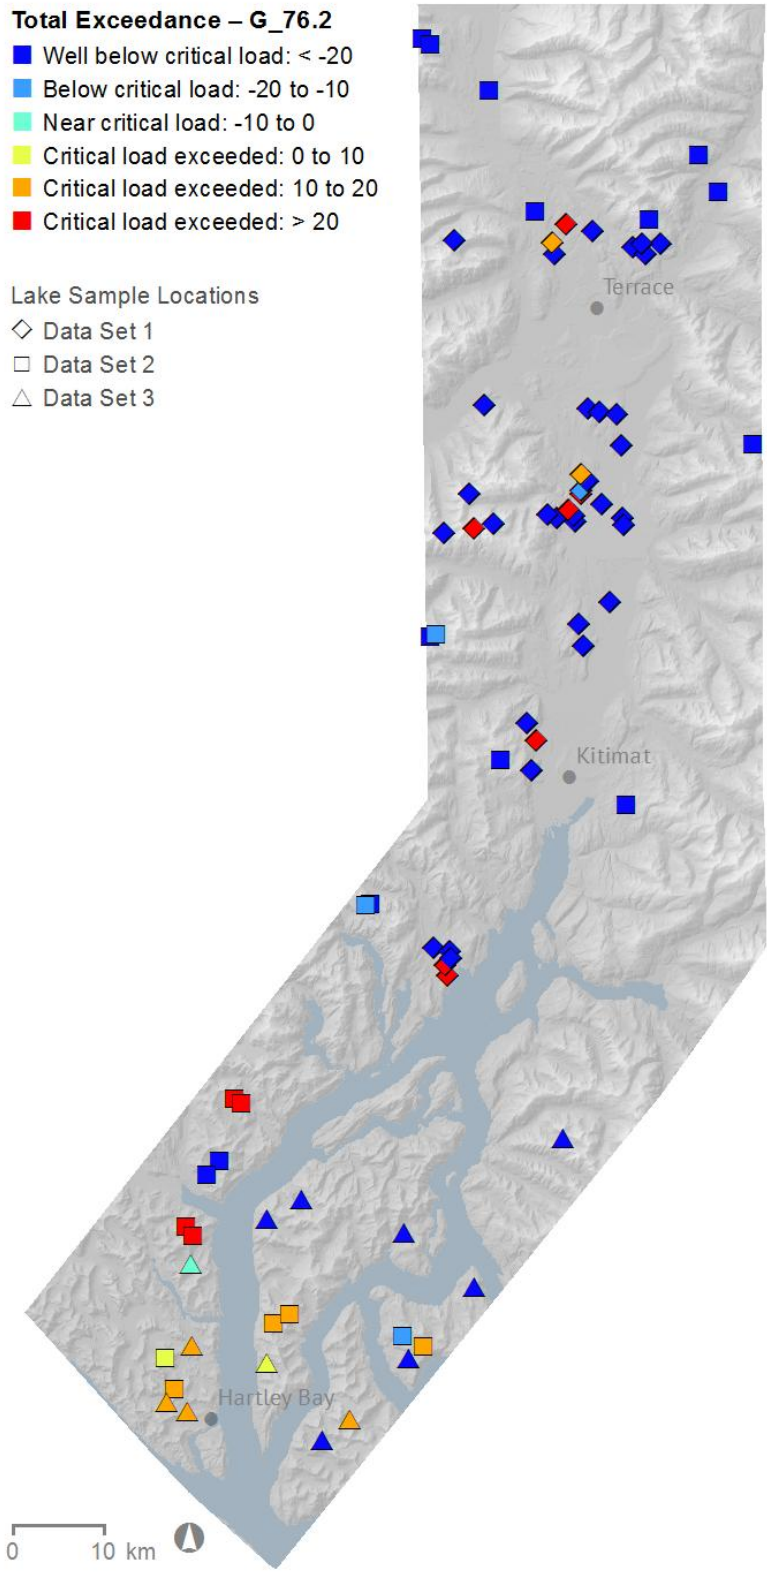 Total Exceedance – G_76.2
Well below critical load: < -20
Below critical load: -20 to -10
Near critical load: -10 to 0
Critical load exceeded: 0 to 10
Critical load exceeded: 10 to 20
Critical load exceeded: > 20
Lake Sample Locations
Data Set 1
Data Set 2
Data Set 3
Terrace
Kitimat
Hartley Bay
0 10 km